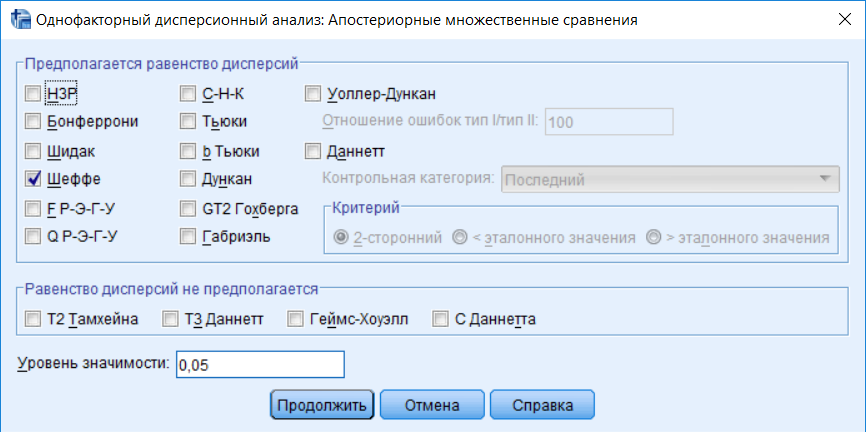 Однофакторный дисперсионный анализ: Апостериорные множественные сравнения
Предполагается равенство дисперсий
НЗР С-Н-К Уоллер-Дункан
Бонферрони Тьюки Отношение ошибок тип I/тип II: 100
Шидак b Тьюки Даннетт
Шеффе Дункан Контрольная категория: Последний
F Р-Э-Г-У GT2 Гохберга Критерий
Q Р-Э-Г-У Габриэль 2-сторонний < эталонного значения > эталонного значения
Равенство дисперсий не предполагается
Т2 Тамхейна Т3 Даннетт Геймс-Хоуэлл С Даннетта
Уровень значимости: 0,05
Продолжить Отмена Справка